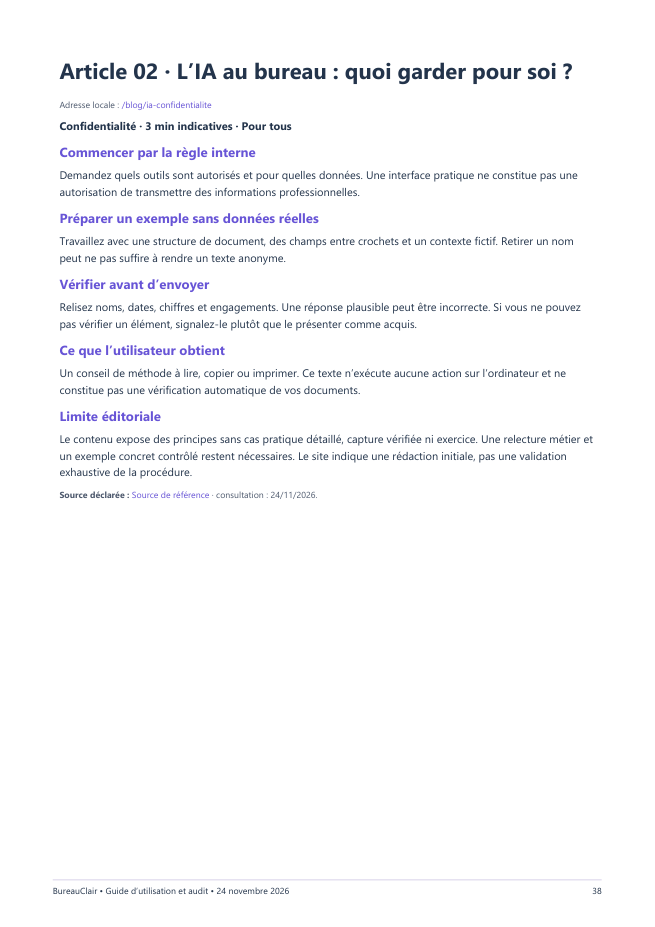 Article 02 · L’IA au bureau : quoi garder pour soi ?
Adresse locale : /blog/ia-confidentialite
Confidentialité · 3 min indicatives · Pour tous
Commencer par la règle interne
Demandez quels outils sont autorisés et pour quelles données. Une interface pratique ne constitue pas une
autorisation de transmettre des informations professionnelles.
Préparer un exemple sans données réelles
Travaillez avec une structure de document, des champs entre crochets et un contexte fictif. Retirer un nom
peut ne pas suffire à rendre un texte anonyme.
Vérifier avant d’envoyer
Relisez noms, dates, chiffres et engagements. Une réponse plausible peut être incorrecte. Si vous ne pouvez
pas vérifier un élément, signalez-le plutôt que le présenter comme acquis.
Ce que l’utilisateur obtient
Un conseil de méthode à lire, copier ou imprimer. Ce texte n’exécute aucune action sur l’ordinateur et ne
constitue pas une vérification automatique de vos documents.
Limite éditoriale
Le contenu expose des principes sans cas pratique détaillé, capture vérifiée ni exercice. Une relecture métier et
un exemple concret contrôlé restent nécessaires. Le site indique une rédaction initiale, pas une validation
exhaustive de la procédure.
Source déclarée : Source de référence · consultation : 24/11/2026.
BureauClair • Guide d’utilisation et audit • 24 novembre 2026
38